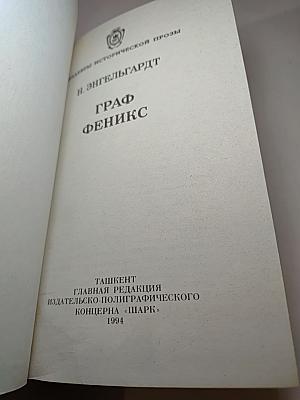 ШЕДЕВРЫ ИСТОРИЧЕСКОЙ ПРОЗЫ
Н. ЭНГЕЛЬГАРДТ
ГРАФ
ФЕНИКС
ТАШКЕНТ
ГЛАВНАЯ РЕДАКЦИЯ
ИЗДАТЕЛЬСКО-ПОЛИГРАФИЧЕСКОГО
КОНЦЕРНА «ШАРК»
1994